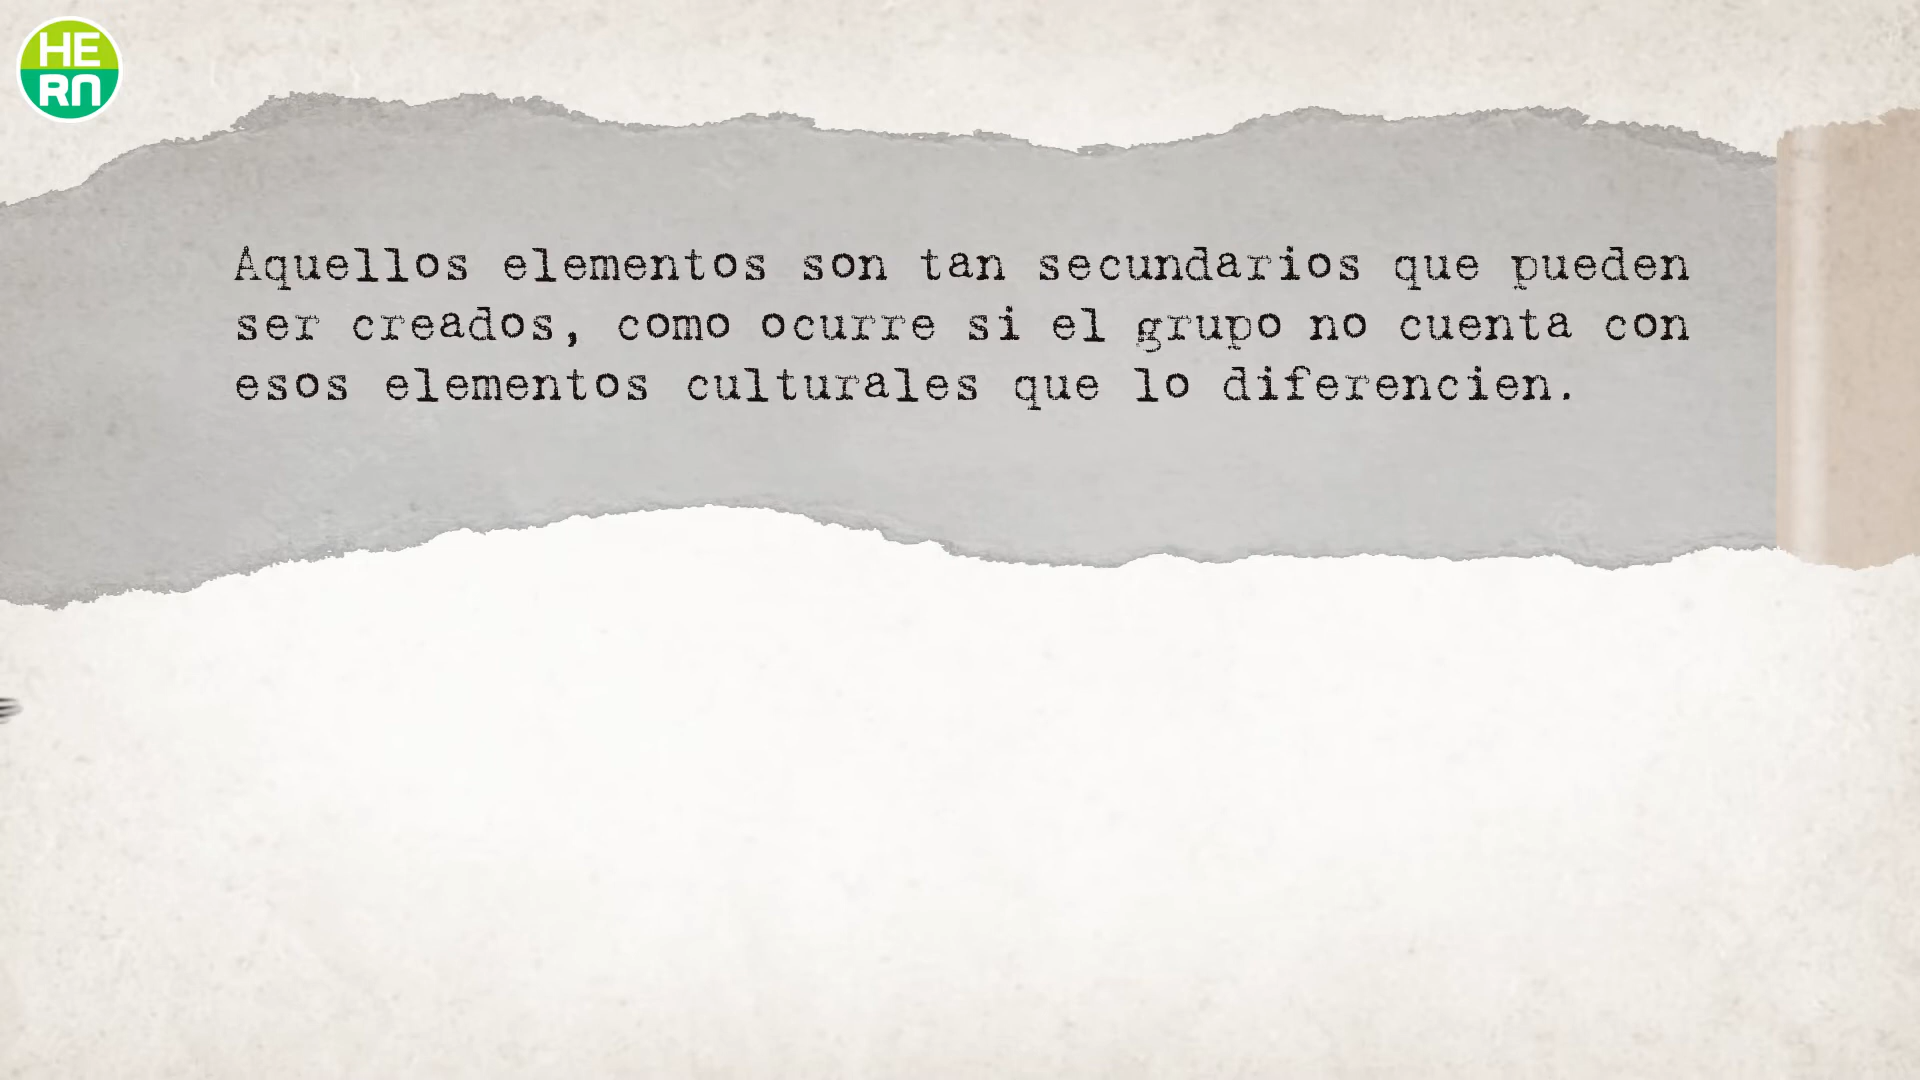 HE
RN
Aquellos elementos son tan secundarios que pueden
ser creados, como ocurre si el grupo no cuenta con
esos elementos culturales que lo diferencien.